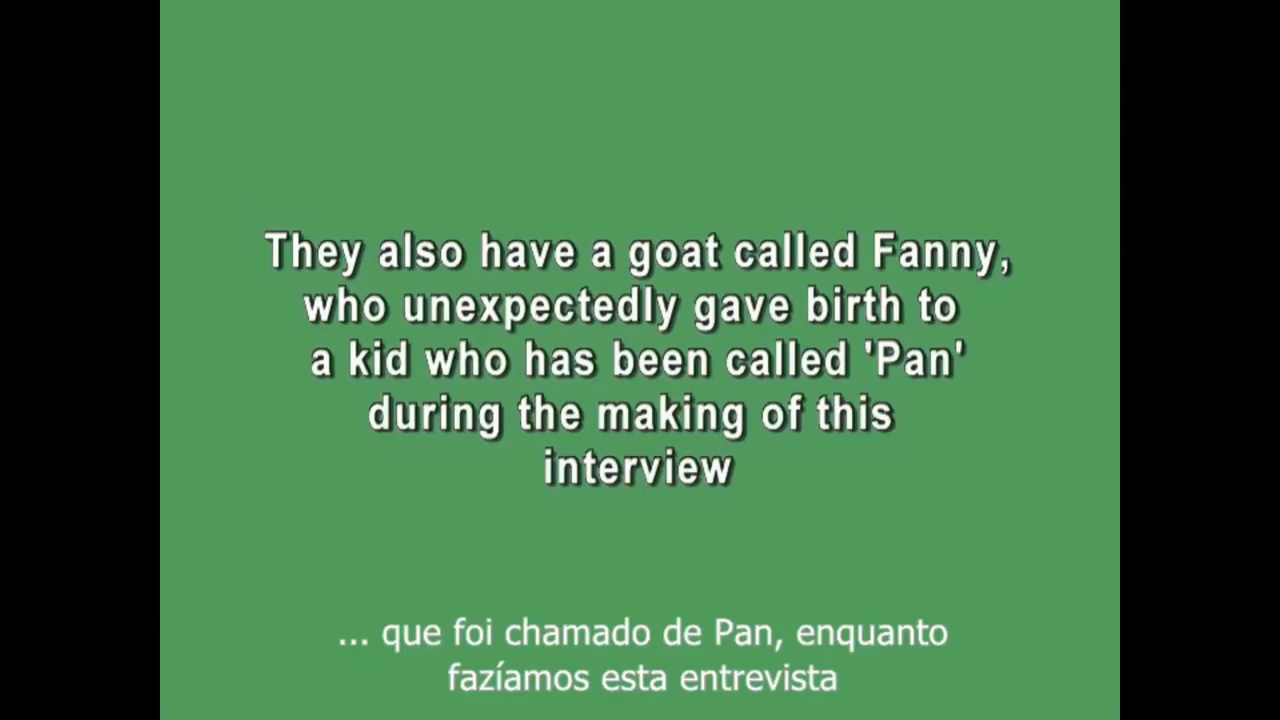 They also have a goat called Fanny,
who unexpectedly gave birth to
a kid who has been called 'Pan'
during the making of this
interview
... que foi chamado de Pan, enquanto
fazíamos esta entrevista